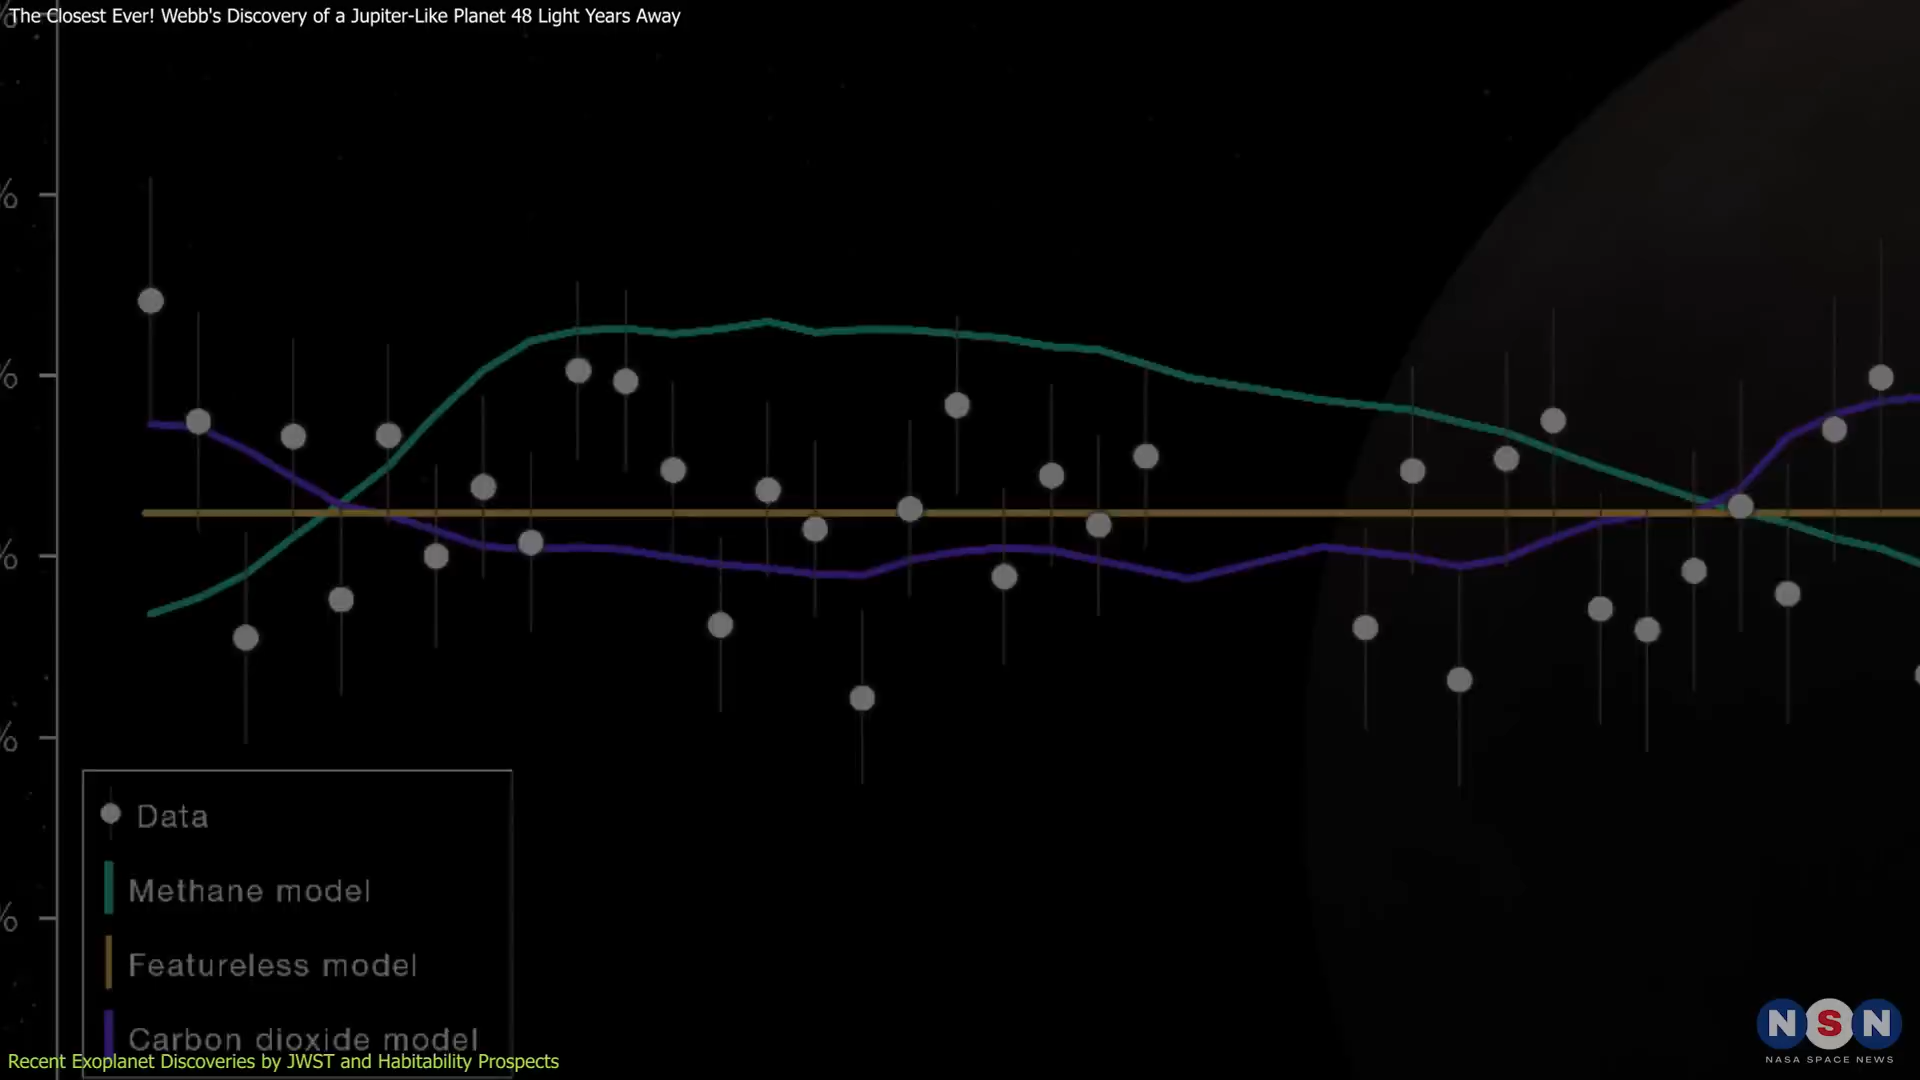 The Closest Ever! Webb's Discovery of a Jupiter-Like Planet 48 Light Years Away
%
%
%
%
%
Data
Methane model
Featureless model
Carbon dioxide model
Recent Exoplanet Discoveries by JWST and Habitability Prospects
NSN
NASA SPACE NEWS